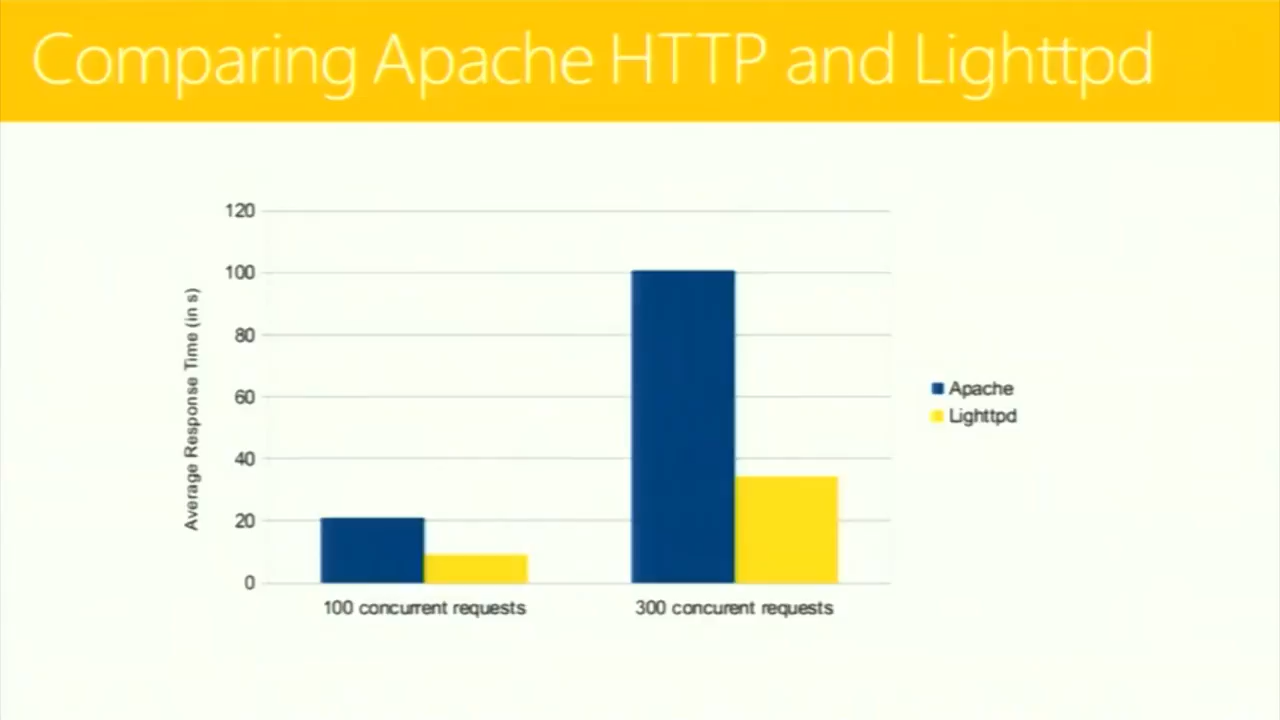 Comparing Apache HTTP and Lighttpd
120
100
80
60
40
20
0
Average Response Time (in s)
100 concurrent requests
300 concurent requests
Apache
Lighttpd